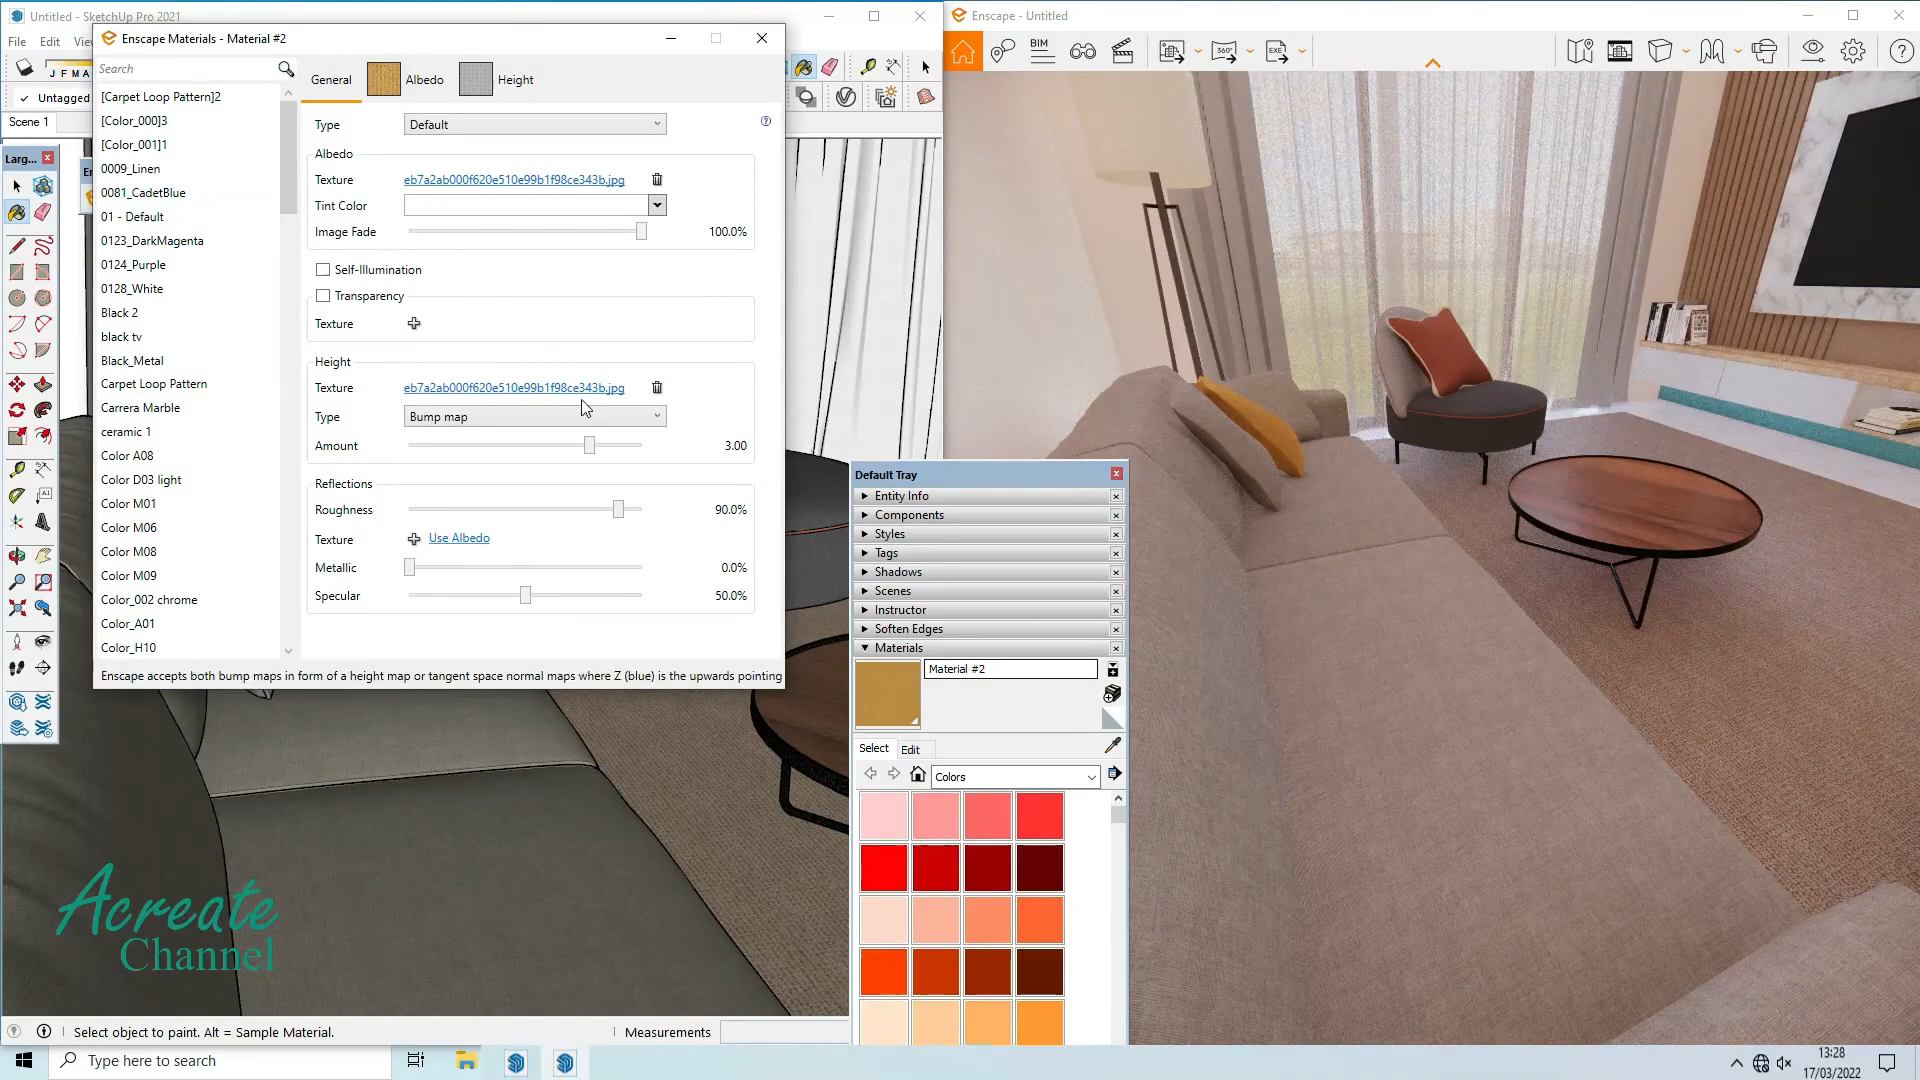 Untitled - SketchUp Pro 2021
File Edit
J F M A
Untagged
Scene 1
Larg...
Enscape Materials - Material #2
Search
[Carpet Loop Pattern]2
[Color_000]3
[Color_001]1
0009_Linen
0081_CadetBlue
01 - Default
0123_DarkMagenta
0124_Purple
0128_White
Black 2
black tv
Black_Metal
Carpet Loop Pattern
Carrera Marble
ceramic 1
Color A08
Color D03 light
Color M01
Color M06
Color M08
Color M09
Color_002 chrome
Color_A01
Color_H10
General Albedo Height
Type Default
Albedo
Texture eb7a2ab000f620e510e99b1f98ce343b.jpg
Tint Color
Image Fade 100.0%
Self-Illumination
Transparency
Texture
Height
Texture eb7a2ab000f620e510e99b1f98ce343b.jpg
Type Bump map
Amount 3.00
Reflections
Roughness 90.0%
Texture Use Albedo
Metallic 0.0%
Specular 50.0%
Enscape accepts both bump maps in form of a height map or tangent space normal maps where Z (blue) is the upwards pointing
Enscape - Untitled
BIM
360°
EXE
Default Tray
Entity Info
Components
Styles
Tags
Shadows
Scenes
Instructor
Soften Edges
Materials
Material #2
Select Edit
Colors
Acreate
Channel
Select object to paint. Alt = Sample Material.
Measurements
Type here to search
13:28
17/03/2022